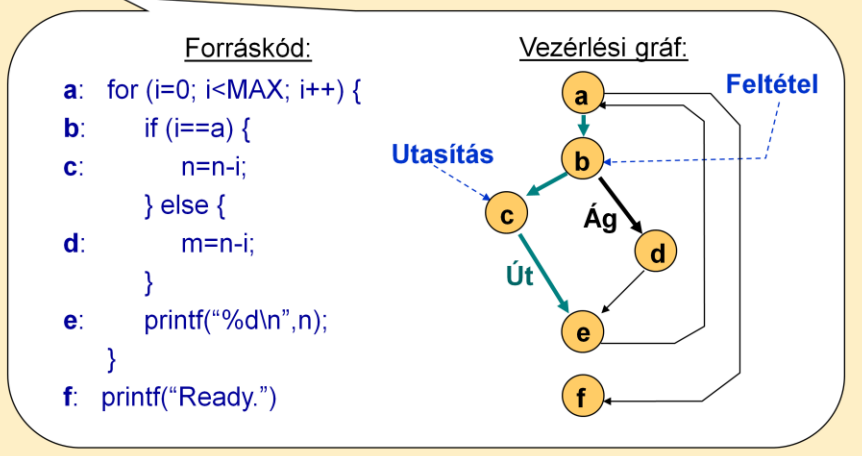 Forráskód:
a: for (i=0; i<MAX; i++) {
b: if (i==a) {
c: n=n-i;
} else {
d: m=n-i;
}
e: printf(“%d\n”,n);
}
f: printf(“Ready.”)
Vezérlési gráf:
a
Feltétel
b
Utasítás
c
Ág
d
Út
e
f